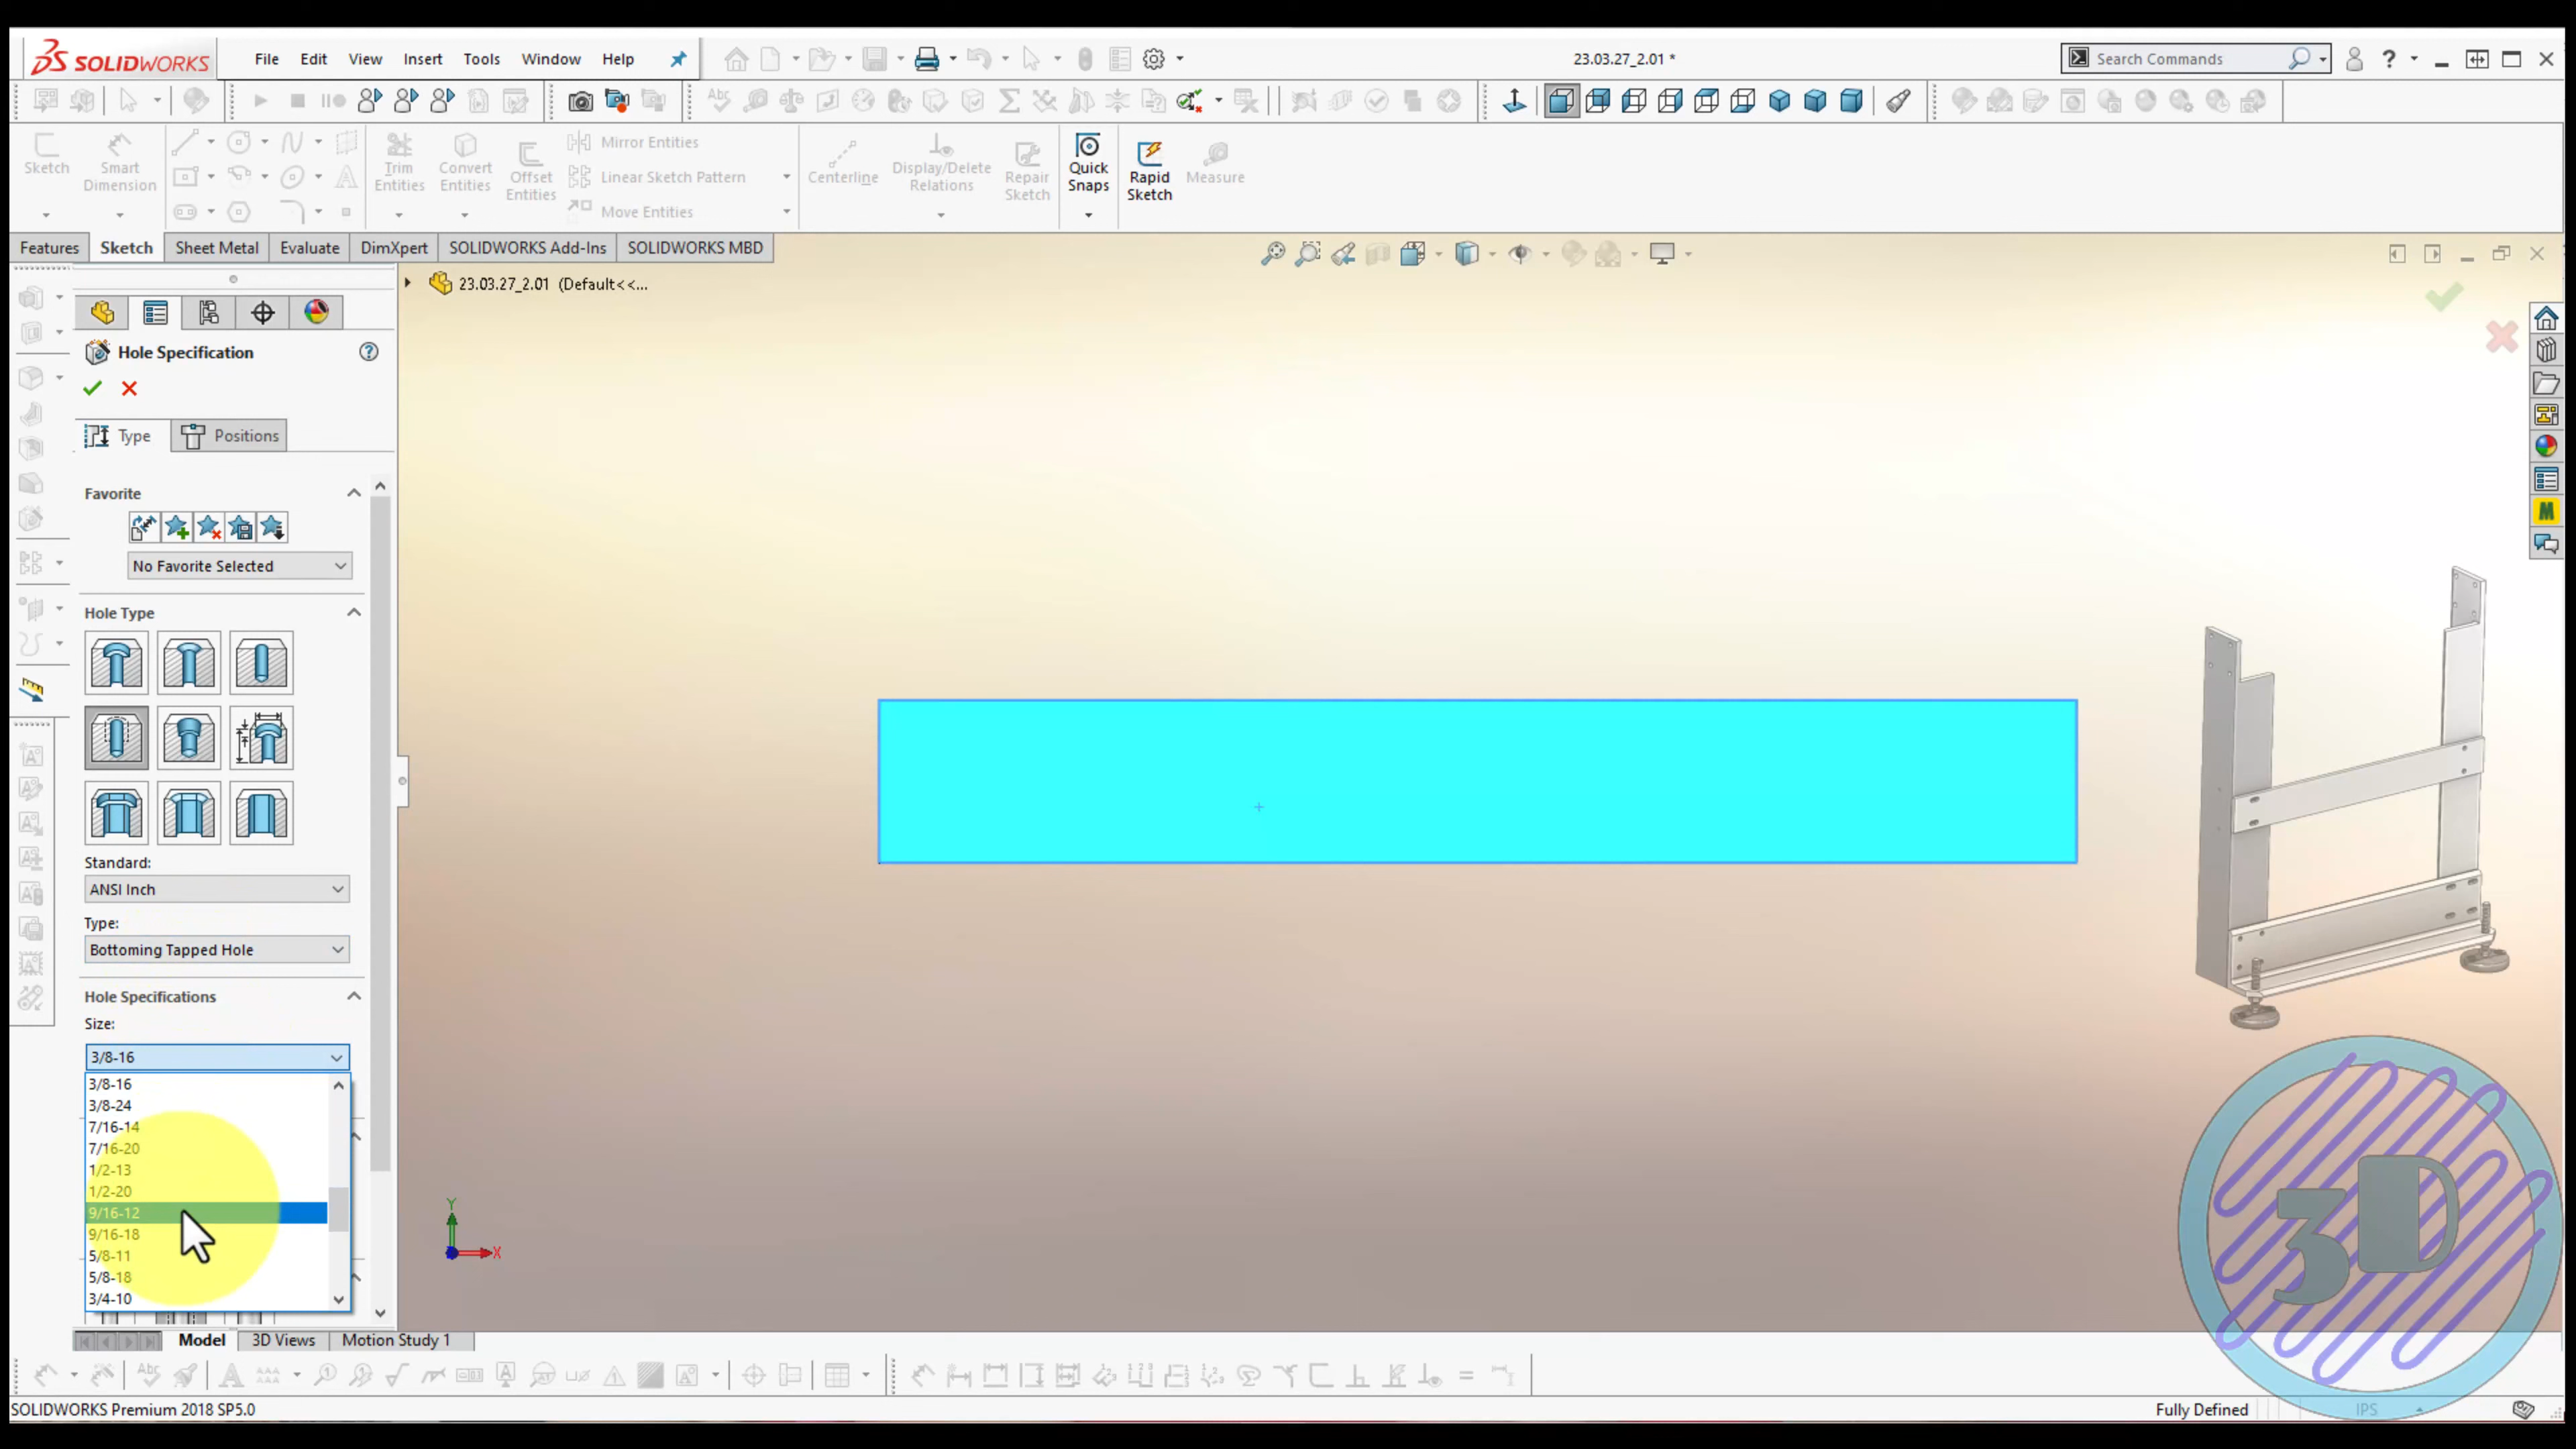 SOLIDWORKS File Edit View Insert Tools Window Help 23.03.27_2.01 * Search Commands
Sketch Smart Dimension Trim Entities Convert Entities Offset Entities Mirror Entities Linear Sketch Pattern Move Entities Centerline Display/Delete Relations Repair Sketch Quick Snaps Rapid Sketch Measure
Features Sketch Sheet Metal Evaluate DimXpert SOLIDWORKS Add-Ins SOLIDWORKS MBD
23.03.27_2.01 (Default<<...
Hole Specification
Type Positions
Favorite
No Favorite Selected
Hole Type
Standard:
ANSI Inch
Type:
Bottoming Tapped Hole
Hole Specifications
Size:
3/8-16
3/8-16
3/8-24
7/16-14
7/16-20
1/2-13
1/2-20
9/16-12
9/16-18
5/8-11
5/8-18
3/4-10
Y
X
3D
M
Model 3D Views Motion Study 1
SOLIDWORKS Premium 2018 SP5.0 Fully Defined IPS